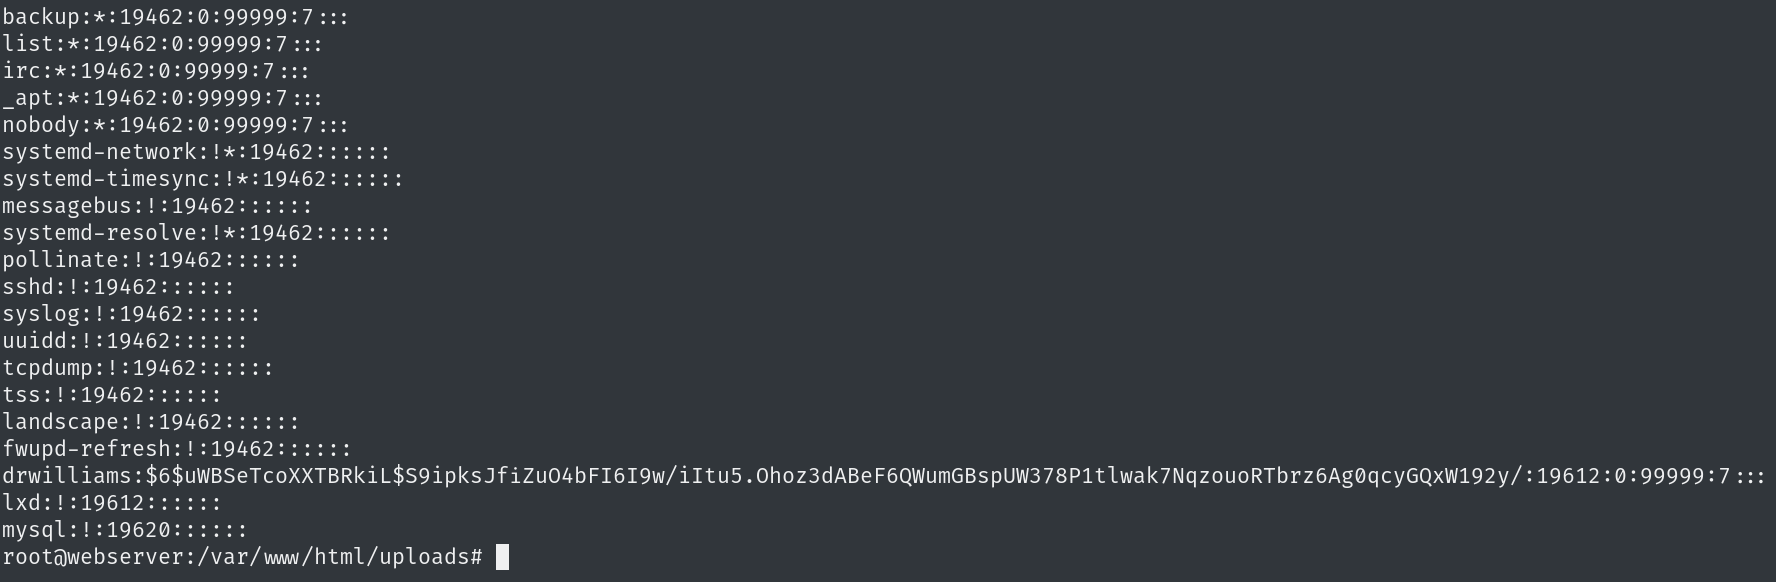 backup:*:19462:0:99999:7:::
list:*:19462:0:99999:7:::
irc:*:19462:0:99999:7:::
_apt:*:19462:0:99999:7:::
nobody:*:19462:0:99999:7:::
systemd-network:!*:19462::::::
systemd-timesync:!*:19462::::::
messagebus:!:19462::::::
systemd-resolve:!*:19462::::::
pollinate:!:19462::::::
sshd:!:19462::::::
syslog:!:19462::::::
uuidd:!:19462::::::
tcpdump:!:19462::::::
tss:!:19462::::::
landscape:!:19462::::::
fwupd-refresh:!:19462::::::
drwilliams:$6$uWBSeTcoXXTBRkiL$S9ipksJfiZuO4bFI6I9w/iItu5.Ohoz3dABeF6QWumGBspUW378P1tlwak7NqzouoRTbrz6Ag0qcyGQxW192y/:19612:0:99999:7:::
lxd:!:19612::::::
mysql:!:19620::::::
root@webserver:/var/www/html/uploads#